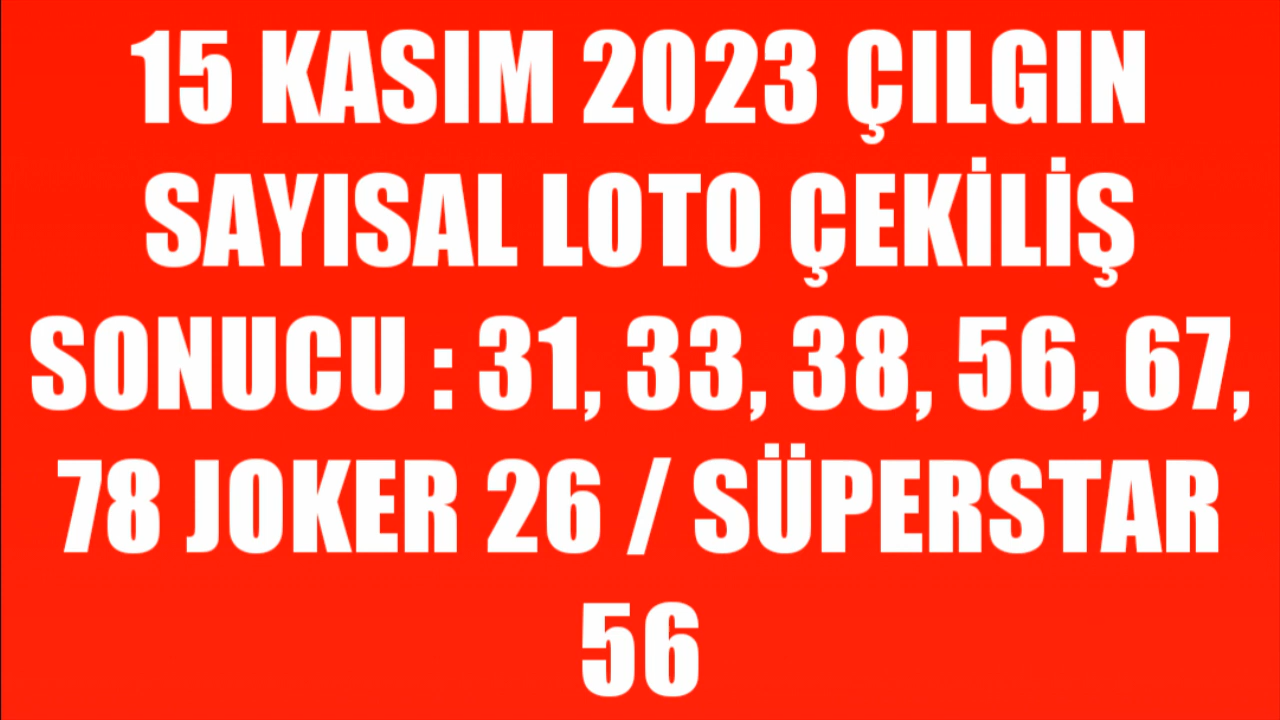 15 KASIM 2023 ÇILGIN
SAYISAL LOTO ÇEKİLİŞ
SONUCU : 31, 33, 38, 56, 67,
78 JOKER 26 / SÜPERSTAR
56